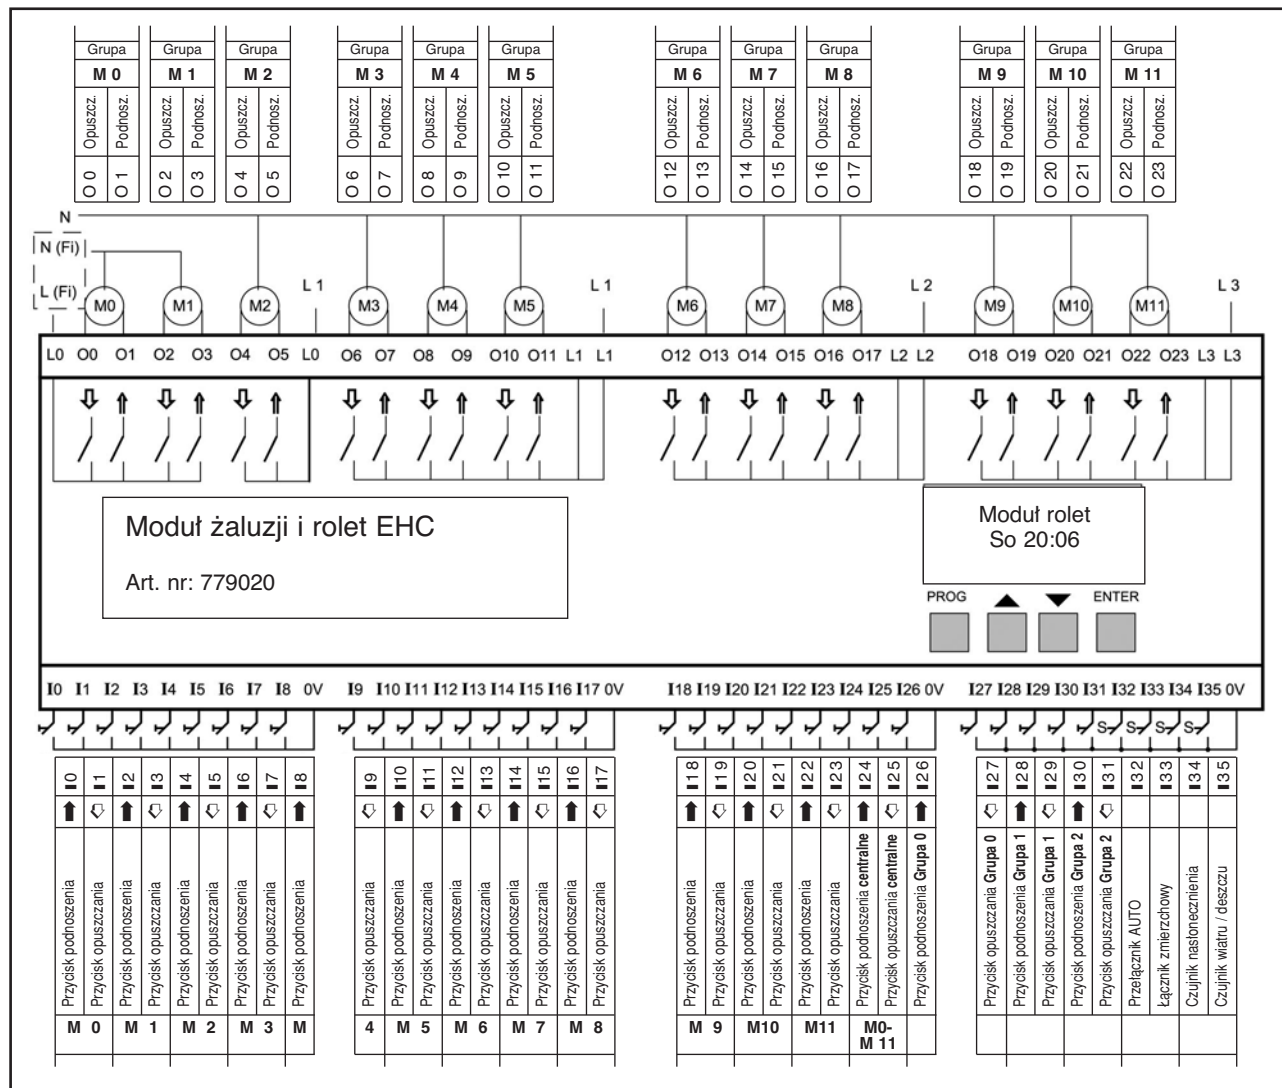 Grupa Grupa Grupa Grupa Grupa Grupa Grupa Grupa Grupa Grupa Grupa Grupa
M 0 M 1 M 2 M 3 M 4 M 5 M 6 M 7 M 8 M 9 M 10 M 11
Opuszcz. Podnosz. Opuszcz. Podnosz. Opuszcz. Podnosz. Opuszcz. Podnosz. Opuszcz. Podnosz. Opuszcz. Podnosz. Opuszcz. Podnosz. Opuszcz. Podnosz. Opuszcz. Podnosz. Opuszcz. Podnosz. Opuszcz. Podnosz. Opuszcz. Podnosz.
O 0 O 1 O 2 O 3 O 4 O 5 O 6 O 7 O 8 O 9 O 10 O 11 O 12 O 13 O 14 O 15 O 16 O 17 O 18 O 19 O 20 O 21 O 22 O 23
N
N (Fi)
L (Fi) L 1 L 1 L 2 L 3
M0 M1 M2 M3 M4 M5 M6 M7 M8 M9 M10 M11
L0 O0 O1 O2 O3 O4 O5 L0 O6 O7 O8 O9 O10 O11 L1 L1 O12 O13 O14 O15 O16 O17 L2 L2 O18 O19 O20 O21 O22 O23 L3 L3
Moduł żaluzji i rolet EHC
Art. nr: 779020
Moduł rolet
So 20:06
PROG ENTER
I0 I1 I2 I3 I4 I5 I6 I7 I8 0V I9 I10 I11 I12 I13 I14 I15 I16 I17 0V I18 I19 I20 I21 I22 I23 I24 I25 I26 0V I27 I28 I29 I30 I31 I32 I33 I34 I35 0V
S S S S
I0 I1 I2 I3 I4 I5 I6 I7 I8 I9 I10 I11 I12 I13 I14 I15 I16 I17 I18 I19 I20 I21 I22 I23 I24 I25 I26 I27 I28 I29 I30 I31 I32 I33 I34 I35
Przycisk podnoszenia
Przycisk opuszczania
Przycisk podnoszenia
Przycisk opuszczania
Przycisk podnoszenia
Przycisk opuszczania
Przycisk podnoszenia
Przycisk opuszczania
Przycisk podnoszenia
Przycisk opuszczania
Przycisk podnoszenia
Przycisk opuszczania
Przycisk podnoszenia
Przycisk opuszczania
Przycisk podnoszenia
Przycisk opuszczania
Przycisk podnoszenia
Przycisk opuszczania
Przycisk podnoszenia
Przycisk opuszczania
Przycisk podnoszenia
Przycisk opuszczania
Przycisk podnoszenia
Przycisk opuszczania
Przycisk podnoszenia centralne
Przycisk opuszczania centralne
Przycisk podnoszenia Grupa 0
Przycisk opuszczania Grupa 0
Przycisk podnoszenia Grupa 1
Przycisk opuszczania Grupa 1
Przycisk podnoszenia Grupa 2
Przycisk opuszczania Grupa 2
Przełącznik AUTO
Łącznik zmierzchowy
Czujnik nasłonecznienia
Czujnik wiatru / deszczu
M 0 M 1 M 2 M 3 M 4 M 5 M 6 M 7 M 8 M 9 M10 M11 M0-
M 11